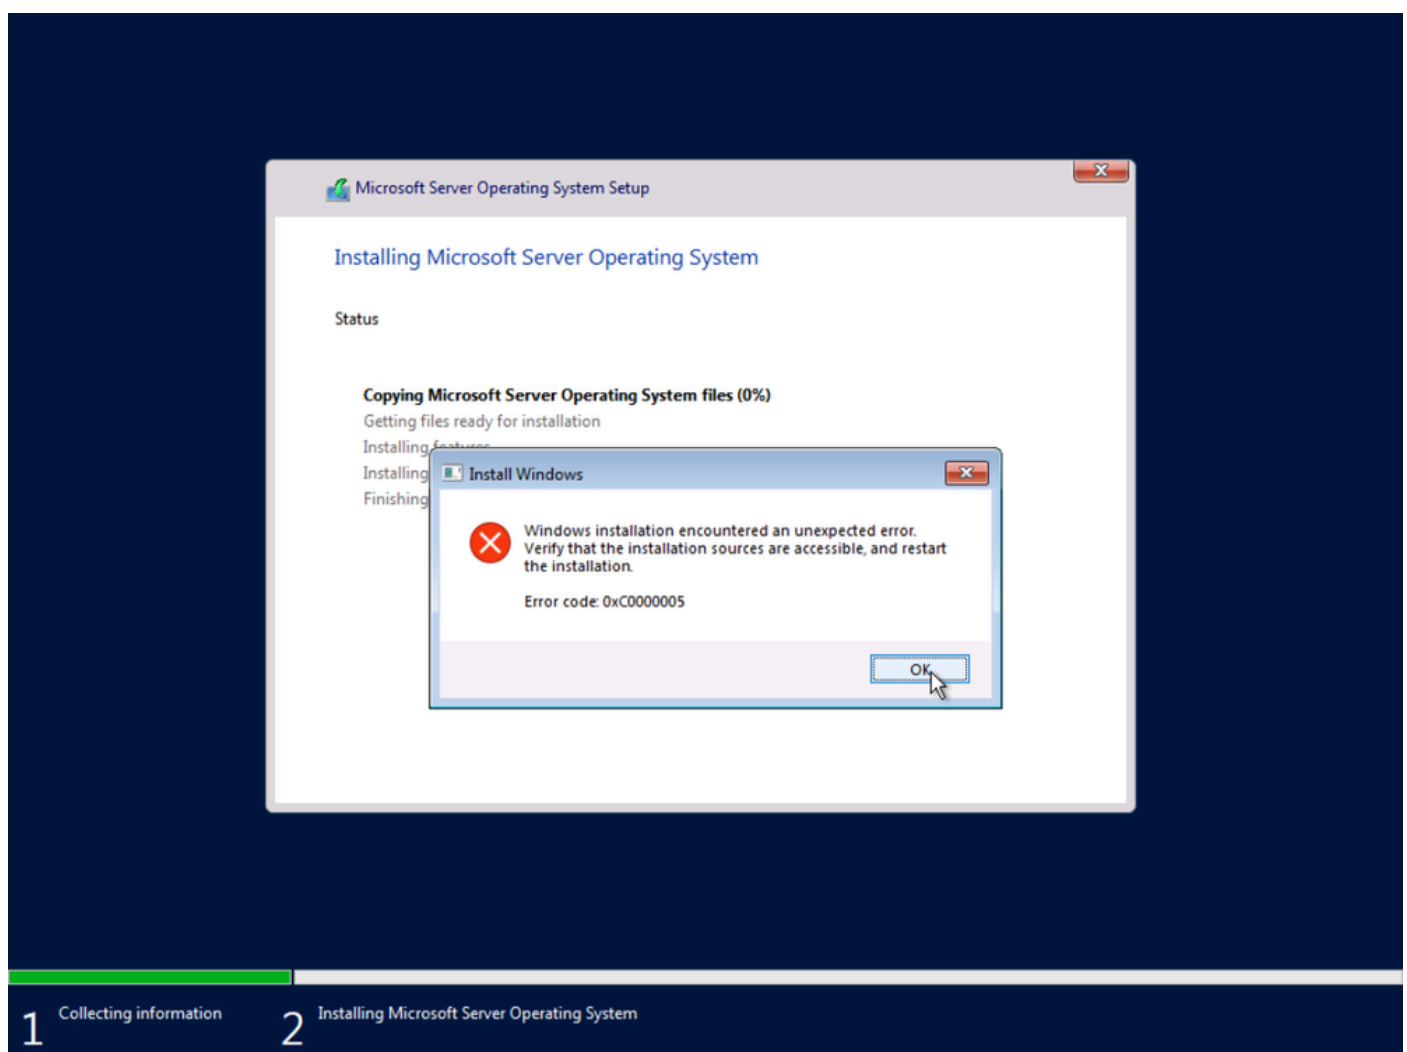 Microsoft Server Operating System Setup
Installing Microsoft Server Operating System
Status
Copying Microsoft Server Operating System files (0%)
Getting files ready for installation
Installing
Installing
Finishing
Install Windows
Windows installation encountered an unexpected error.
Verify that the installation sources are accessible, and restart
the installation.
Error code: 0xC0000005
OK
1 Collecting information
2 Installing Microsoft Server Operating System